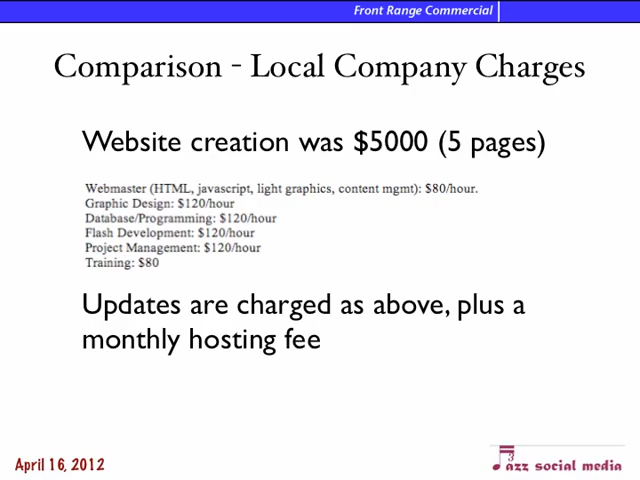 Front Range Commercial
Comparison - Local Company Charges
Website creation was $5000 (5 pages)
Webmaster (HTML, javascript, light graphics, content mgmt): $80/hour.
Graphic Design: $120/hour
Database/Programming: $120/hour
Flash Development: $120/hour
Project Management: $120/hour
Training: $80
Updates are charged as above, plus a
monthly hosting fee
April 16, 2012
Jazz social media